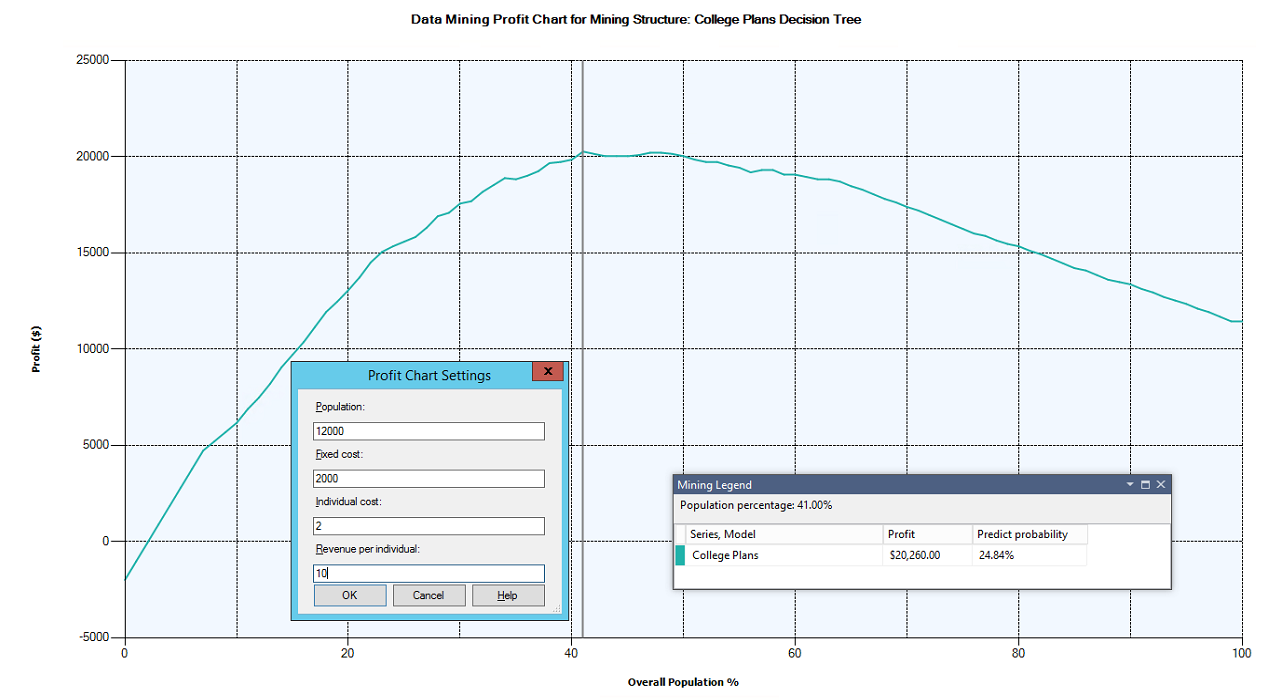 Data Mining Profit Chart for Mining Structure: College Plans Decision Tree
25000
20000
15000
10000
5000
0
-5000
Profit ($)
Profit Chart Settings
x
Population:
12000
Fixed cost:
2000
Individual cost:
2
Revenue per individual:
10
OK Cancel Help
Mining Legend
Population percentage: 41.00%
Series, Model Profit Predict probability
College Plans $20,260.00 24.84%
0 20 40 60 80 100
Overall Population %